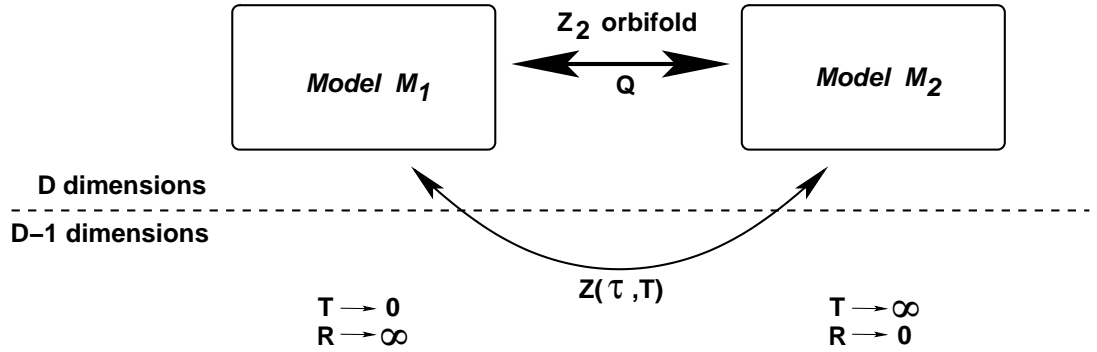 Z2 orbifold
Model M1
Q
Model M2
D dimensions
D−1 dimensions
Z(τ,T)
T → 0
R → ∞
T → ∞
R → 0